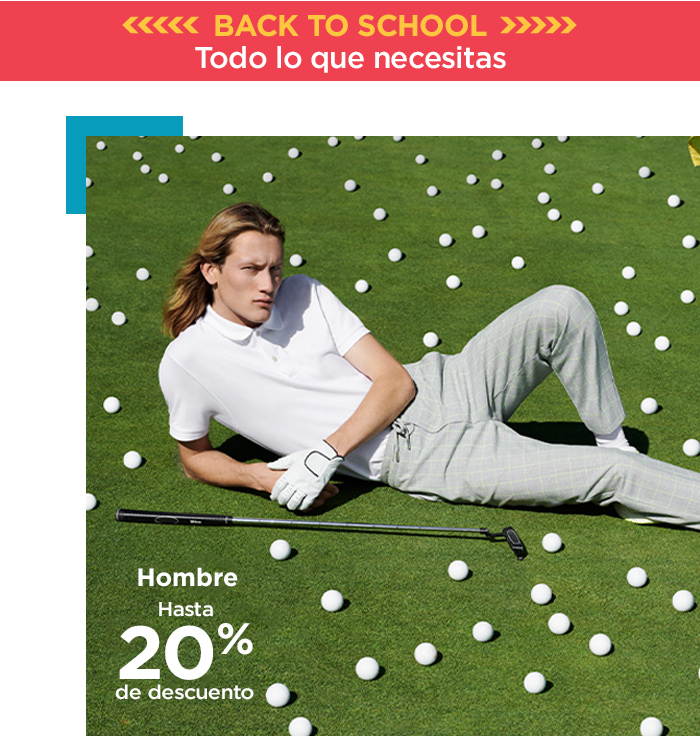 BACK TO SCHOOL
Todo lo que necesitas
Hombre
Hasta
20%
de descuento